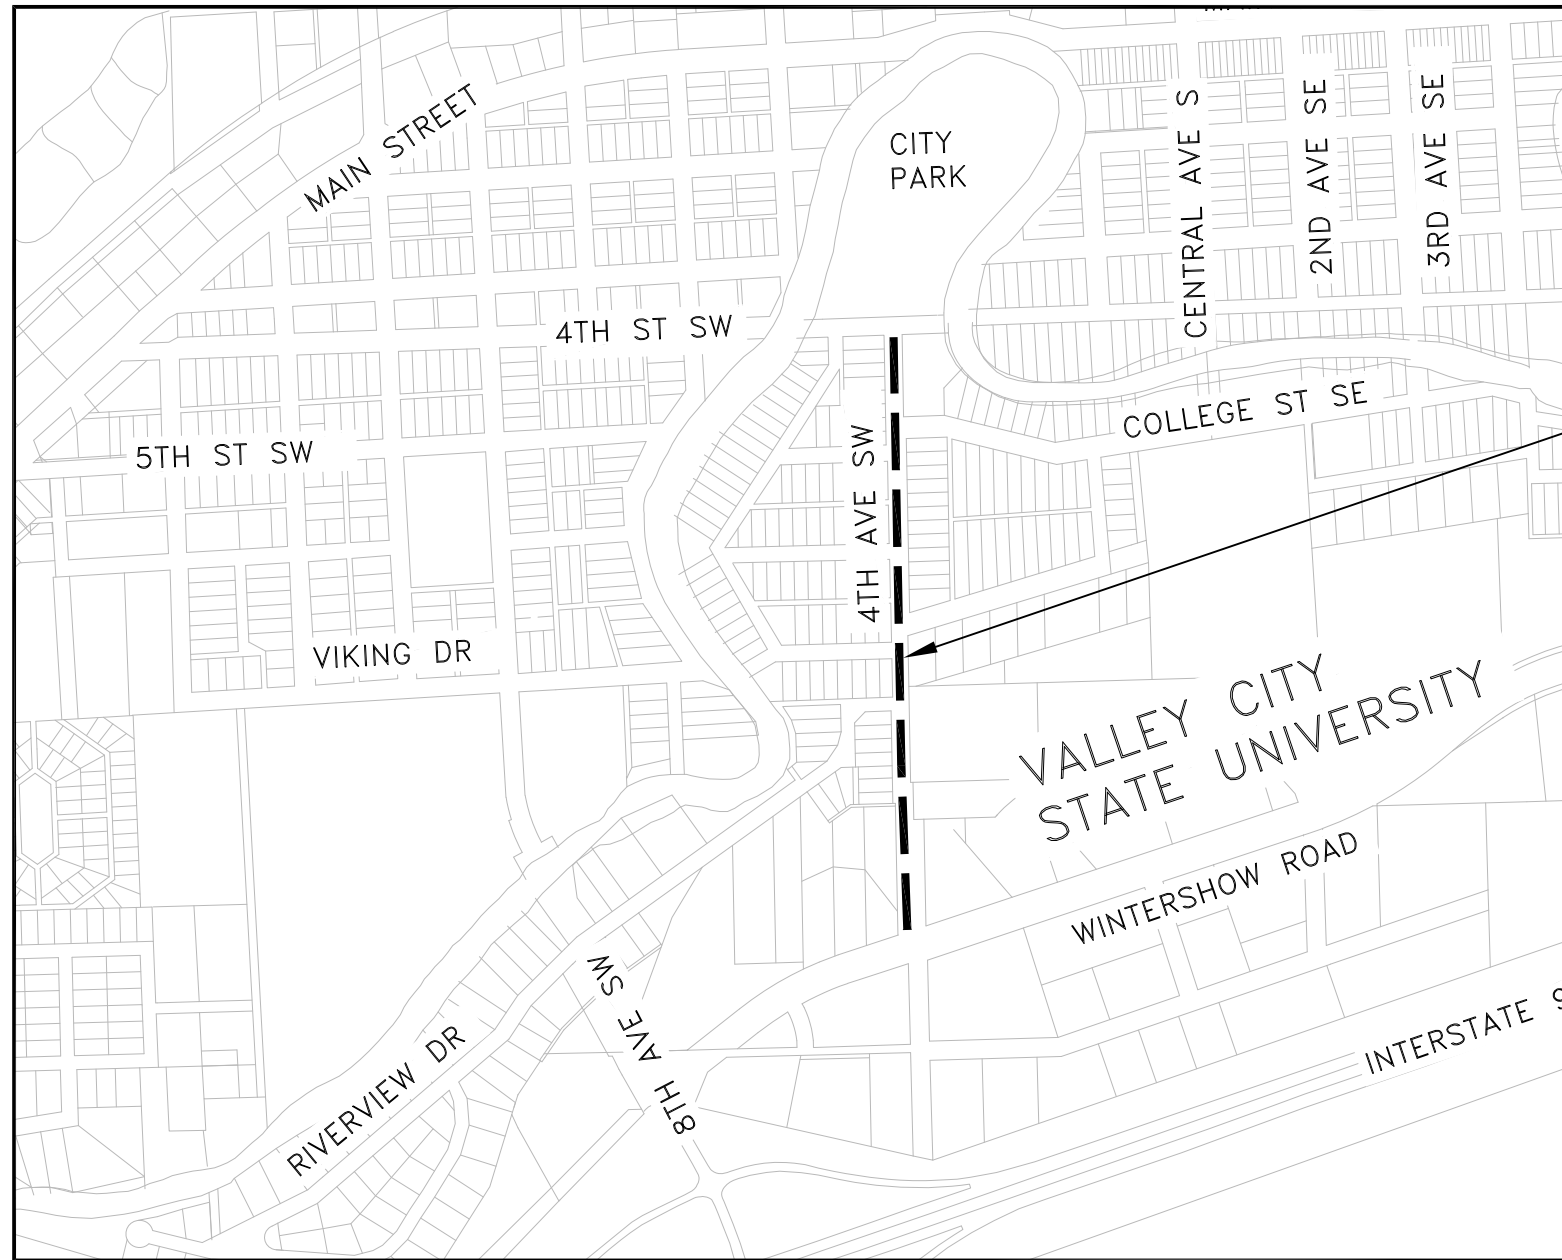 MAIN STREET
CITY
PARK
CENTRAL AVE S
2ND AVE SE
3RD AVE SE
4TH ST SW
5TH ST SW
4TH AVE SW
COLLEGE ST SE
VIKING DR
VALLEY CITY
STATE UNIVERSITY
WINTERSHOW ROAD
8TH AVE SW
RIVERVIEW DR
INTERSTATE 9